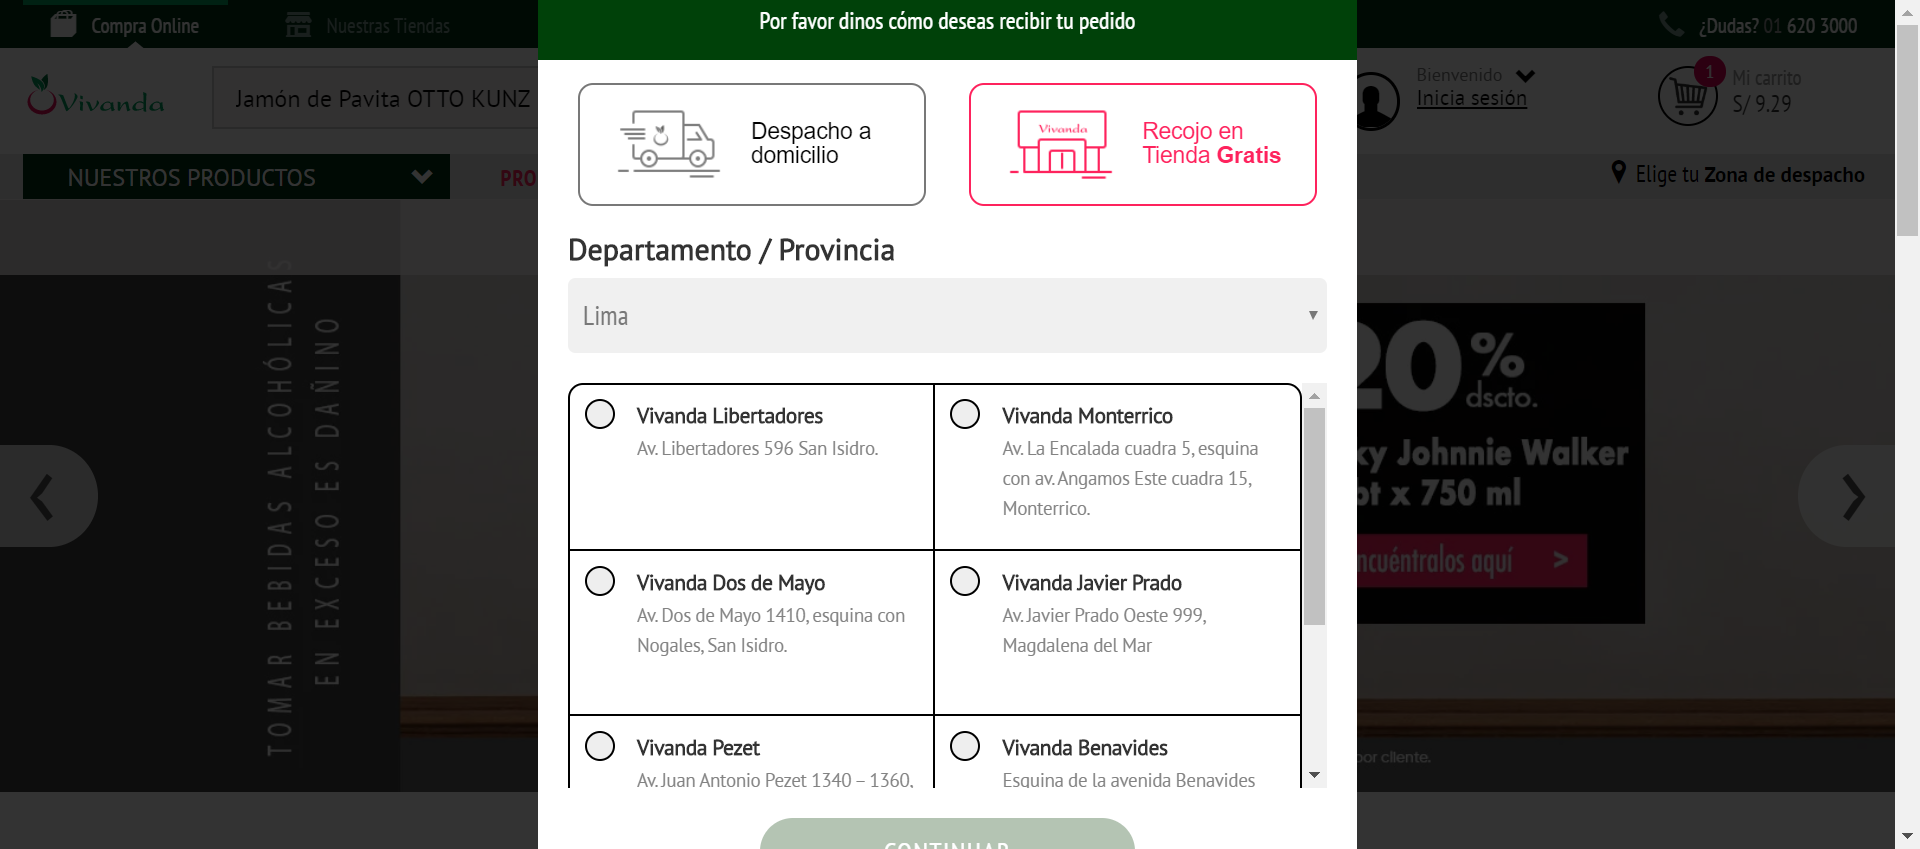 Compra Online
Nuestras Tiendas
Por favor dinos cómo deseas recibir tu pedido
¿Dudas? 01 620 3000
Vivanda
Jamón de Pavita OTTO KUNZ
Despacho a
domicilio
Vivanda
Recojo en
Tienda Gratis
Bienvenido
Inicia sesión
1
Mi carrito
S/ 9.29
NUESTROS PRODUCTOS
PRO
Elige tu Zona de despacho
Departamento / Provincia
Lima
TOMAR BEBIDAS ALCOHÓLICAS
EN EXCESO ES DAÑINO
20%
dscto.
ky Johnnie Walker
ot x 750 ml
ncuéntralos aquí >
por cliente.
Vivanda Libertadores
Av. Libertadores 596 San Isidro.
Vivanda Monterrico
Av. La Encalada cuadra 5, esquina
con av. Angamos Este cuadra 15,
Monterrico.
Vivanda Dos de Mayo
Av. Dos de Mayo 1410, esquina con
Nogales, San Isidro.
Vivanda Javier Prado
Av. Javier Prado Oeste 999,
Magdalena del Mar
Vivanda Pezet
Av. Juan Antonio Pezet 1340 – 1360,
Vivanda Benavides
Esquina de la avenida Benavides
CONTINUAR